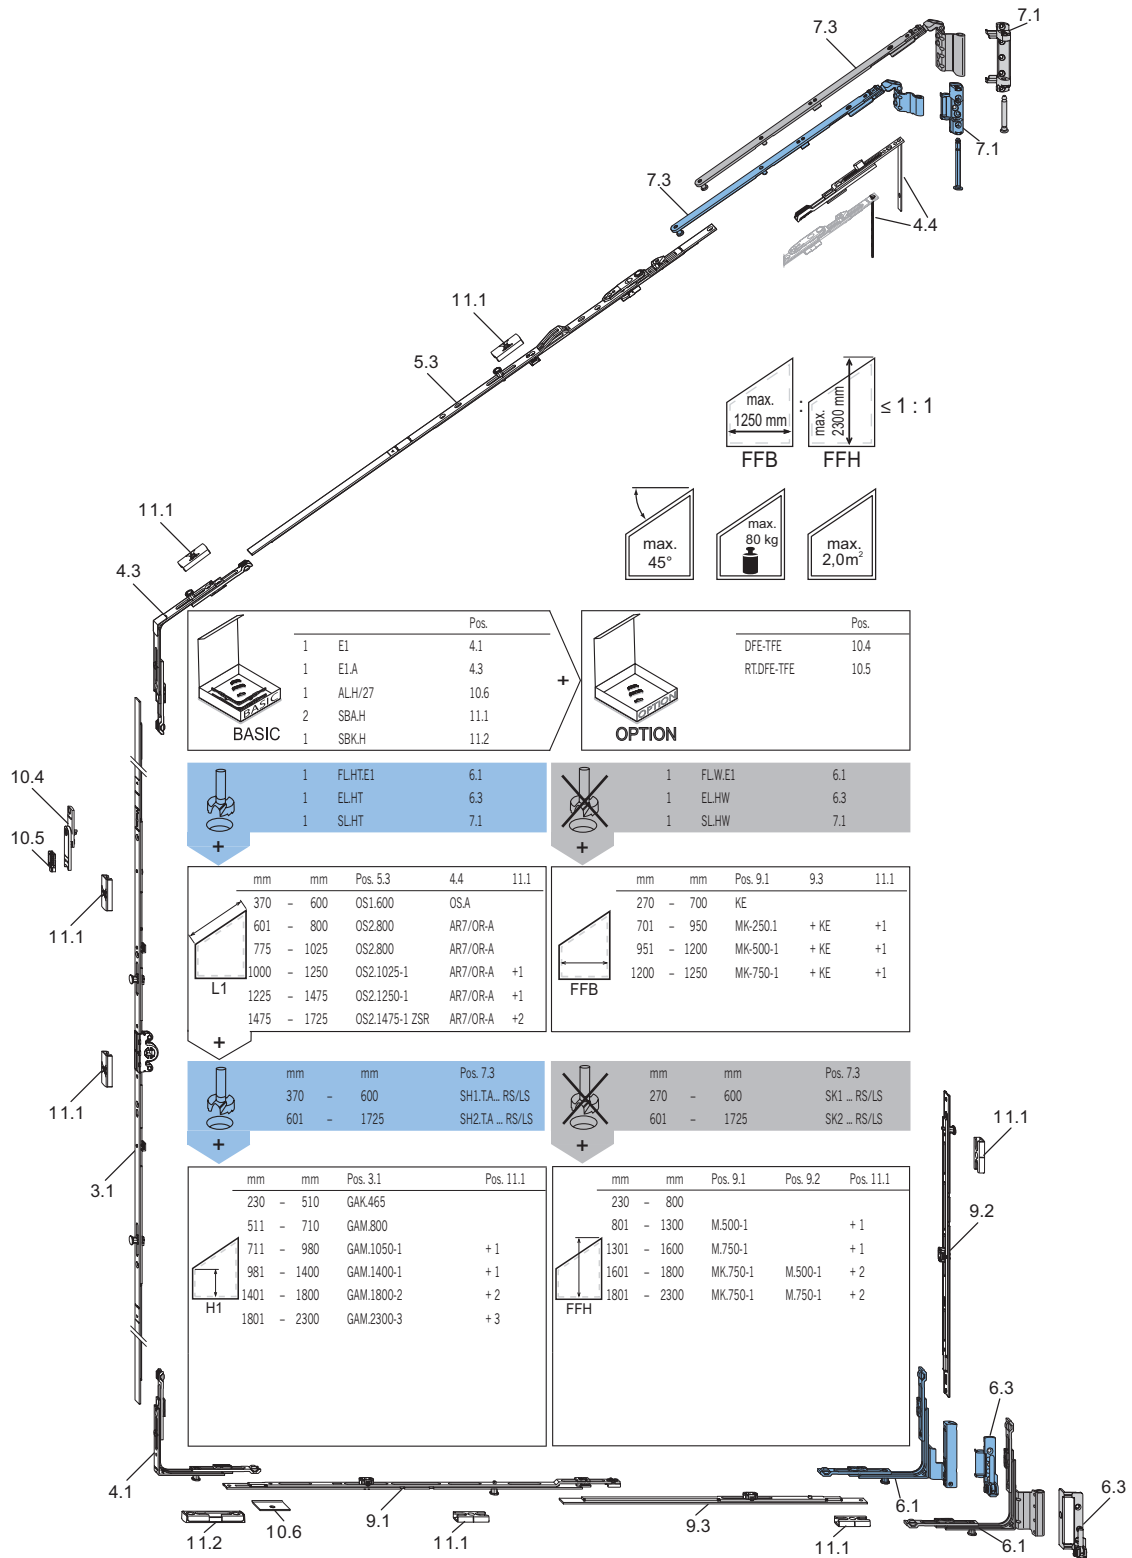 7.1
7.3
7.1
7.3
4.4
11.1
5.3
max.
1250 mm
:
max.
2300 mm
≤ 1 : 1
FFB
FFH
11.1
max.
45°
max.
80 kg
max.
2,0m²
4.3
Pos.
1 E1 4.1
1 E1.A 4.3
1 AL.H/27 10.6
2 SBA.H 11.1
1 SBK.H 11.2
BASIC
BASIC
+
Pos.
DFE-TFE 10.4
RT.DFE-TFE 10.5
OPTION
OPTION
1 FL.HT.E1 6.1
1 EL.HT 6.3
1 SL.HT 7.1
+
1 FL.W.E1 6.1
1 EL.HW 6.3
1 SL.HW 7.1
+
10.4
10.5
11.1
mm mm Pos. 5.3 4.4 11.1
370 – 600 OS1.600 OS.A
601 – 800 OS2.800 AR7/OR-A
775 – 1025 OS2.800 AR7/OR-A
1000 – 1250 OS2.1025-1 AR7/OR-A +1
1225 – 1475 OS2.1250-1 AR7/OR-A +1
1475 – 1725 OS2.1475-1 ZSR AR7/OR-A +2
L1
+
mm mm Pos. 9.1 9.3 11.1
270 – 700 KE
701 – 950 MK-250.1 + KE +1
951 – 1200 MK-500-1 + KE +1
1200 – 1250 MK-750-1 + KE +1
FFB
11.1
mm mm Pos. 7.3
370 – 600 SH1.T.A... RS/LS
601 – 1725 SH2.T.A ... RS/LS
+
mm mm Pos. 7.3
270 – 600 SK1 ... RS/LS
601 – 1725 SK2 ... RS/LS
+
3.1
mm mm Pos. 3.1 Pos. 11.1
230 – 510 GAK.465
511 – 710 GAM.800
711 – 980 GAM.1050-1 + 1
981 – 1400 GAM.1400-1 + 1
1401 – 1800 GAM.1800-2 + 2
1801 – 2300 GAM.2300-3 + 3
H1
mm mm Pos. 9.1 Pos. 9.2 Pos. 11.1
230 – 800
801 – 1300 M.500-1 + 1
1301 – 1600 M.750-1 + 1
1601 – 1800 MK.750-1 M.500-1 + 2
1801 – 2300 MK.750-1 M.750-1 + 2
FFH
11.1
9.2
6.3
4.1
11.2
10.6
9.1
11.1
9.3
11.1
6.1
6.1
6.3